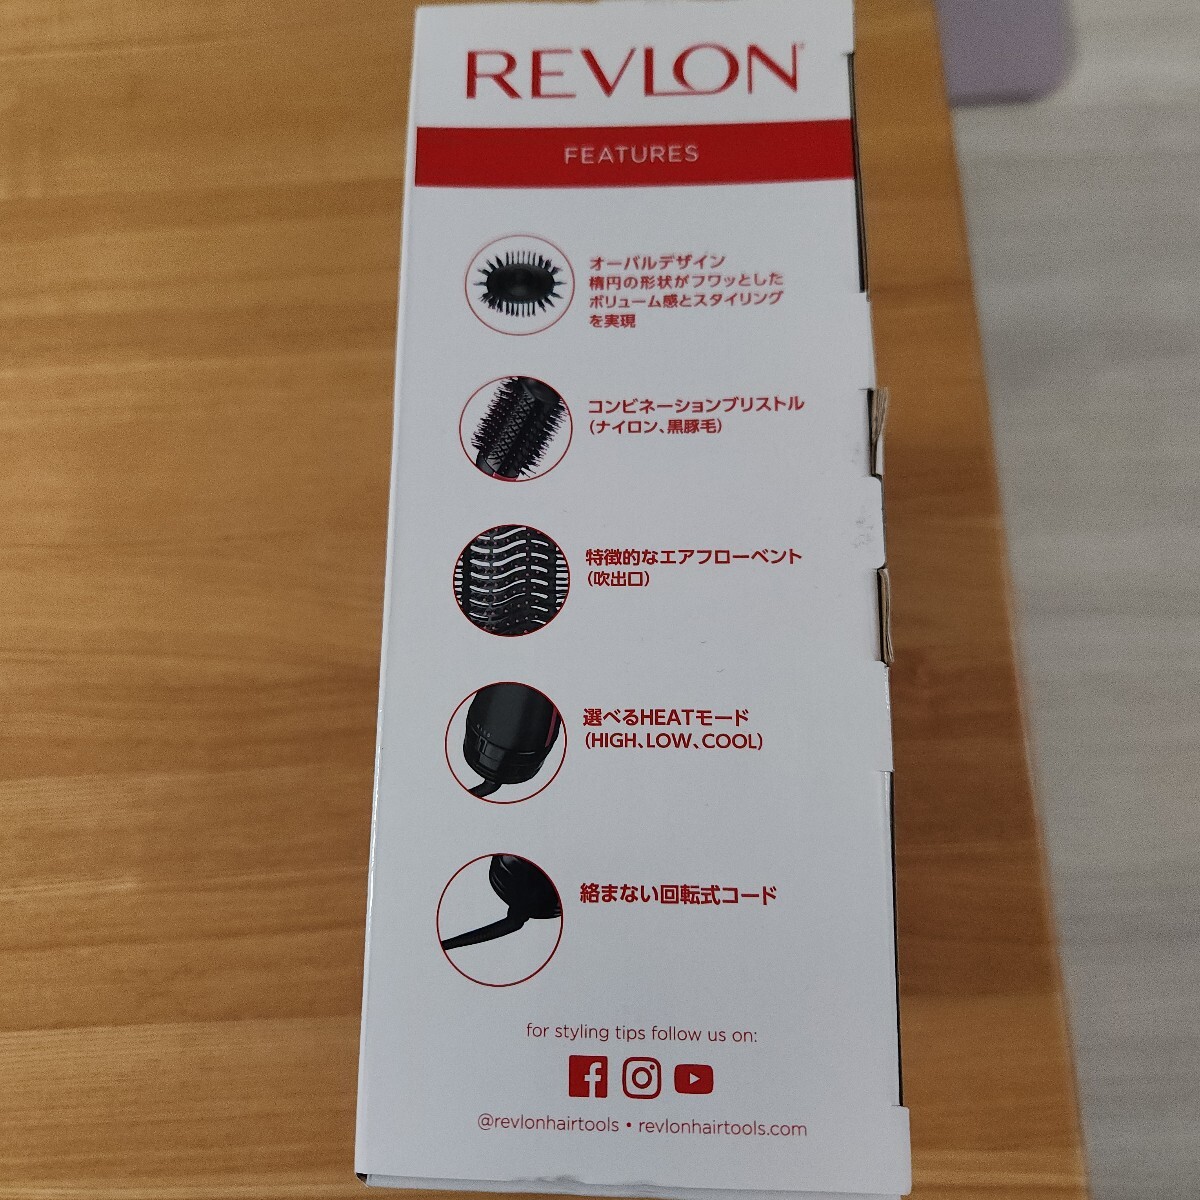 REVLON
FEATURES
オーバルデザイン
楕円の形状がフワッとした
ボリューム感とスタイリング
を実現
コンビネーションブリストル
(ナイロン、黒豚毛)
特徴的なエアフローベント
(吹出口)
選べるHEATモード
(HIGH、LOW、COOL)
絡まない回転式コード
for styling tips follow us on:
@revlonhairtools • revlonhairtools.com